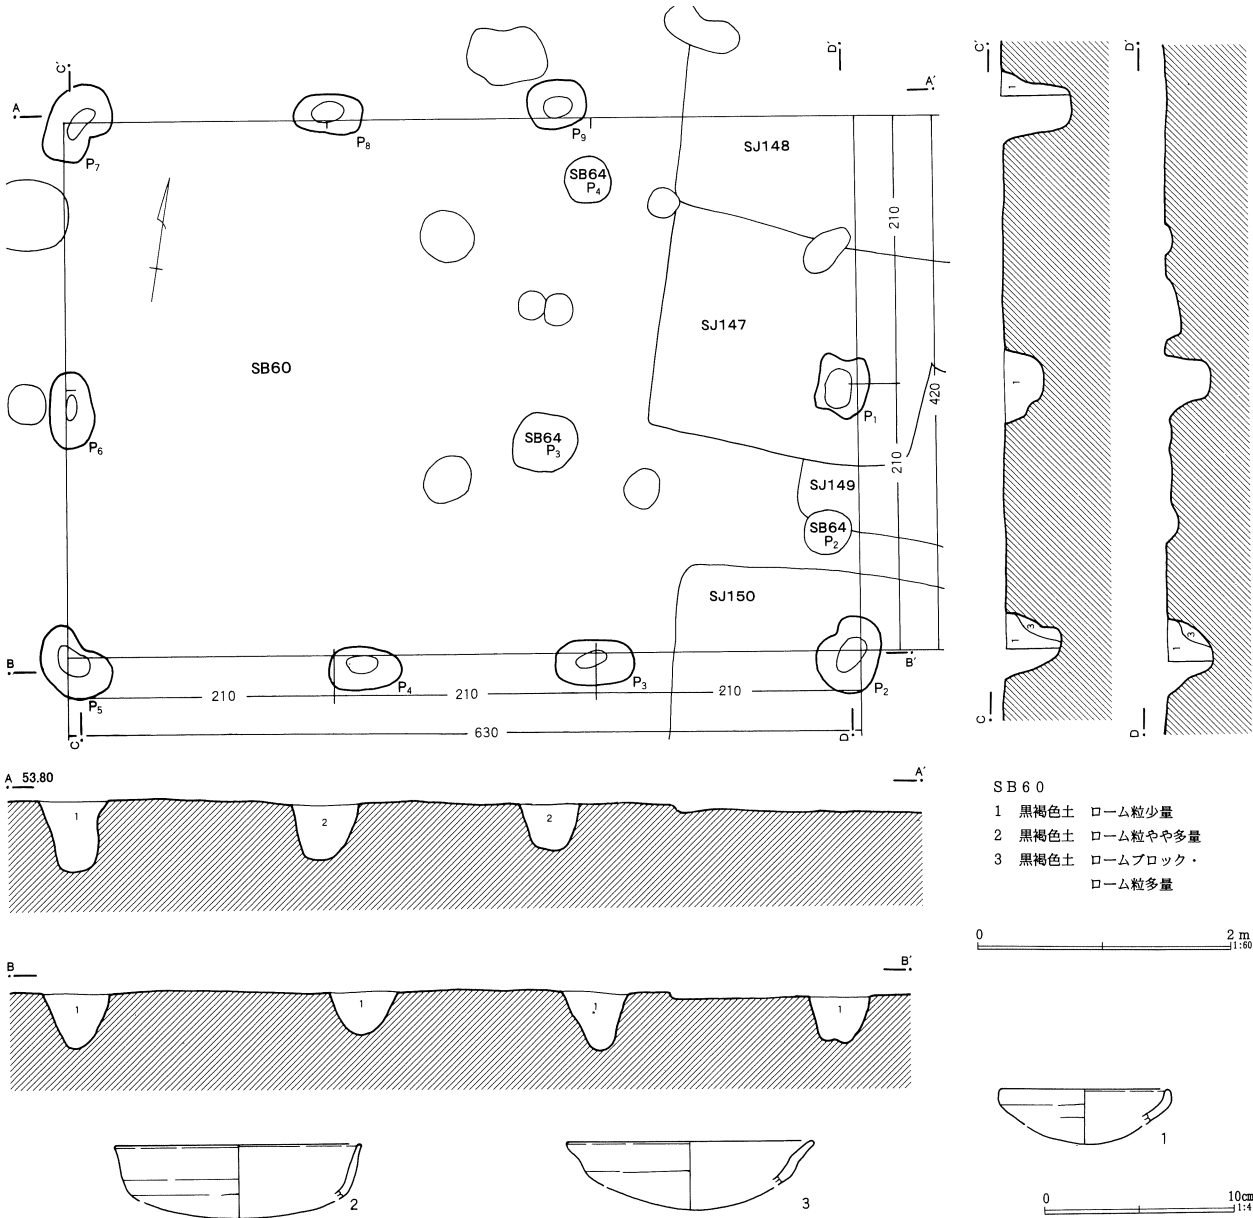 C´
D´
A
A´
P7
P8
P9
SJ148
SB64
P4
210
SJ147
SB60
P1
420
P6
SB64
P3
210
SJ149
SB64
P2
SJ150
B
B´
P5
P4
P3
P2
210
210
210
630
C
D
C´
D´
1
1
1
3
1
3
C
D
A 53.80
A´
1
2
2
B
B´
1
1
1
1
SB60
1 黒褐色土 ローム粒少量
2 黒褐色土 ローム粒やや多量
3 黒褐色土 ロームブロック・
ローム粒多量
0 2m
1:60
1
2
3
0 10cm
1:4